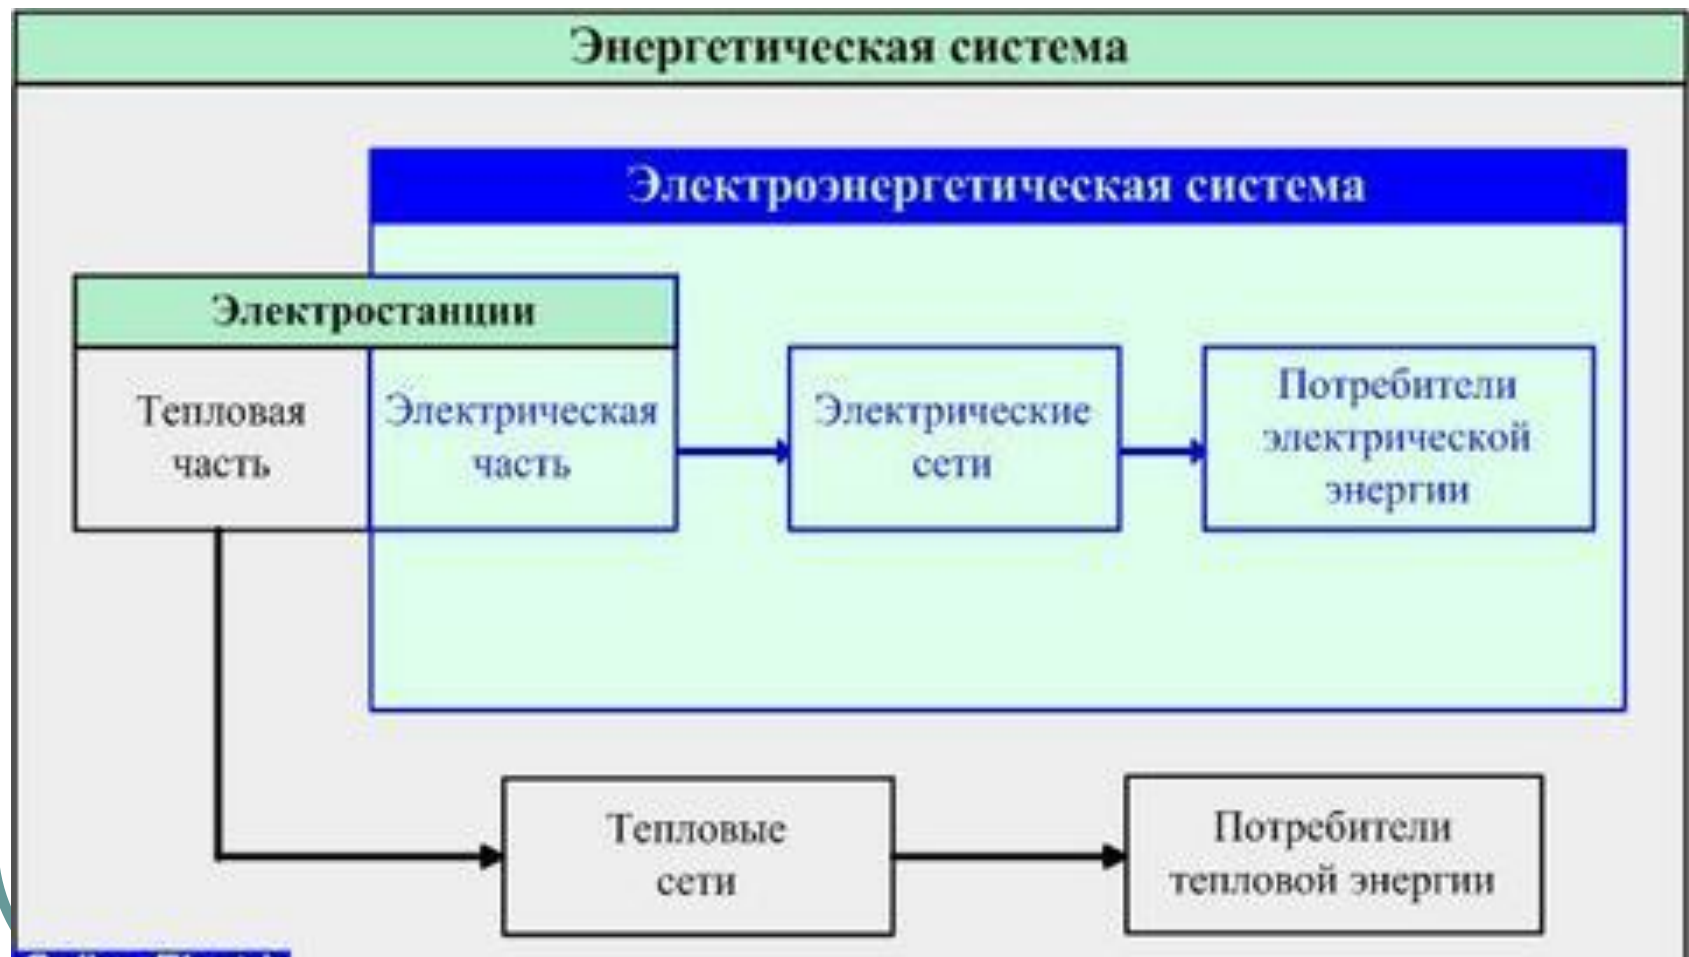 Энергетическая система
Электроэнергетическая система
Электростанции
Тепловая
часть
Электрическая
часть
Электрические
сети
Потребители
электрической
энергии
Тепловые
сети
Потребители
тепловой энергии